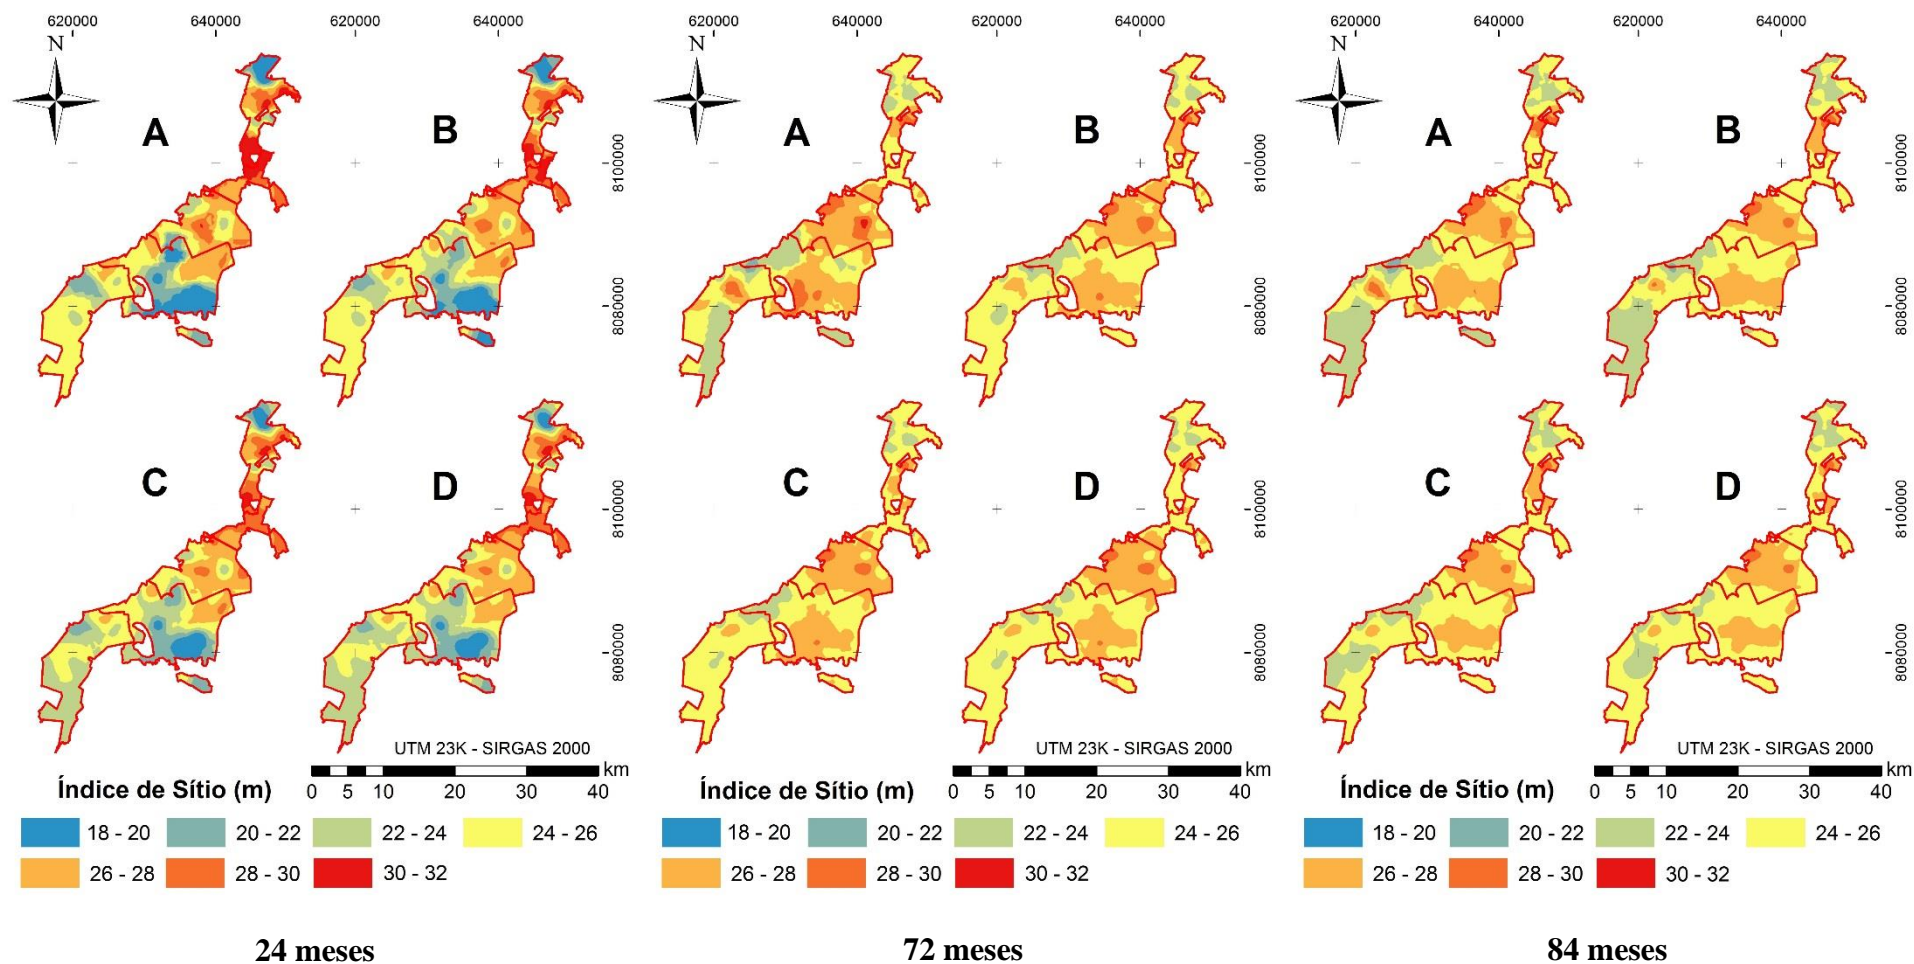 620000 640000 620000 640000
N
A B
8100000
8080000
C D
8100000
8080000
UTM 23K - SIRGAS 2000
km
0 5 10 20 30 40
Índice de Sítio (m)
18 - 20 20 - 22 22 - 24 24 - 26
26 - 28 28 - 30 30 - 32
24 meses
620000 640000 620000 640000
N
A B
8100000
8080000
C D
8100000
8080000
UTM 23K - SIRGAS 2000
km
0 5 10 20 30 40
Índice de Sítio (m)
18 - 20 20 - 22 22 - 24 24 - 26
26 - 28 28 - 30 30 - 32
72 meses
620000 640000 620000 640000
N
A B
8100000
8080000
C D
8100000
8080000
UTM 23K - SIRGAS 2000
km
0 5 10 20 30 40
Índice de Sítio (m)
18 - 20 20 - 22 22 - 24 24 - 26
26 - 28 28 - 30 30 - 32
84 meses